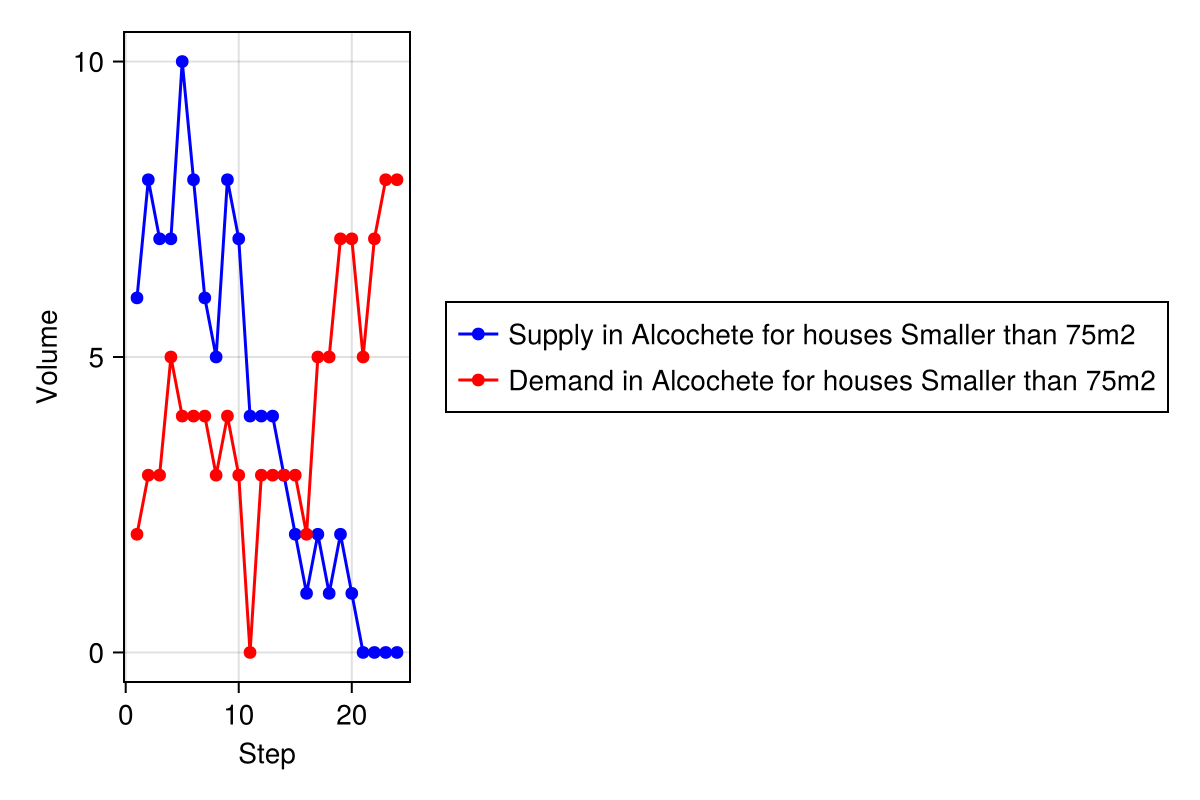 Volume
10
5
0
0
10
20
Step
Supply in Alcochete for houses Smaller than 75m2
Demand in Alcochete for houses Smaller than 75m2